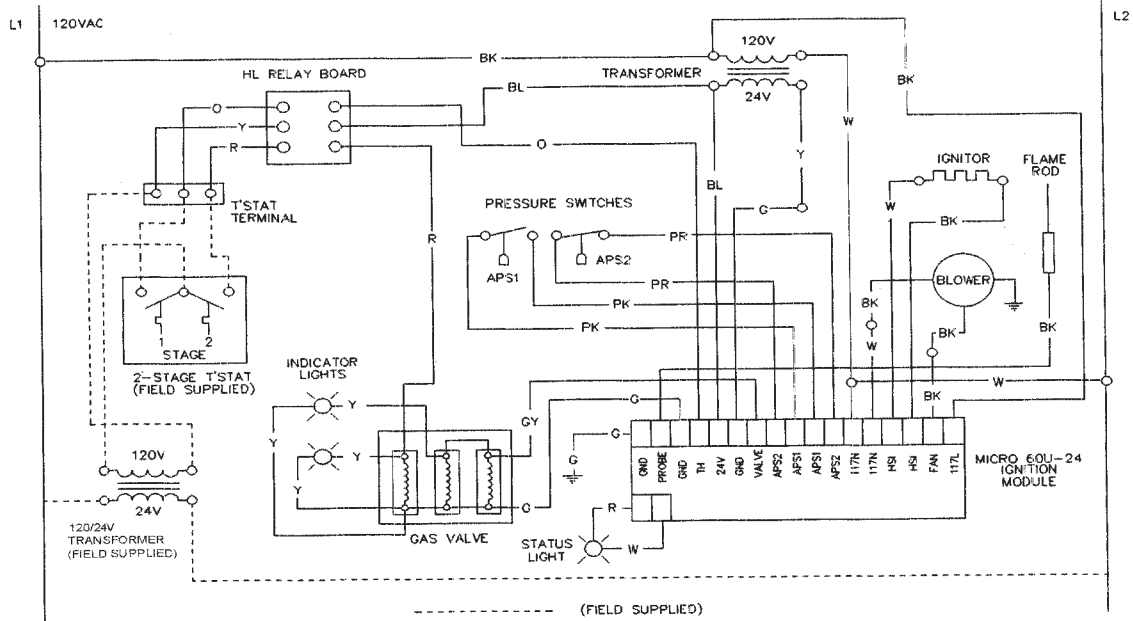 L1
120VAC
L2
BK
120V
HL RELAY BOARD
TRANSFORMER
24V
BK
BL
O
Y
R
O
W
Y
BL
IGNITOR
FLAME
ROD
W
BK
T'STAT
TERMINAL
PRESSURE SWITCHES
G
R
APS1
APS2
PR
PR
PK
PK
BLOWER
BK
W
BK
BK
1
2
STAGE
2-STAGE T'STAT
(FIELD SUPPLIED)
INDICATOR
LIGHTS
Y
Y
Y
Y
GY
G
W
BK
G
G
GND
PROBE
GND
TH
24V
GND
VALVE
APS2
APS1
APS1
APS2
117N
117N
HSI
HSI
FAN
117L
MICRO 60U-24
IGNITION
MODULE
120V
24V
120/24V
TRANSFORMER
(FIELD SUPPLIED)
G
GAS VALVE
STATUS
LIGHT
R
W
(FIELD SUPPLIED)